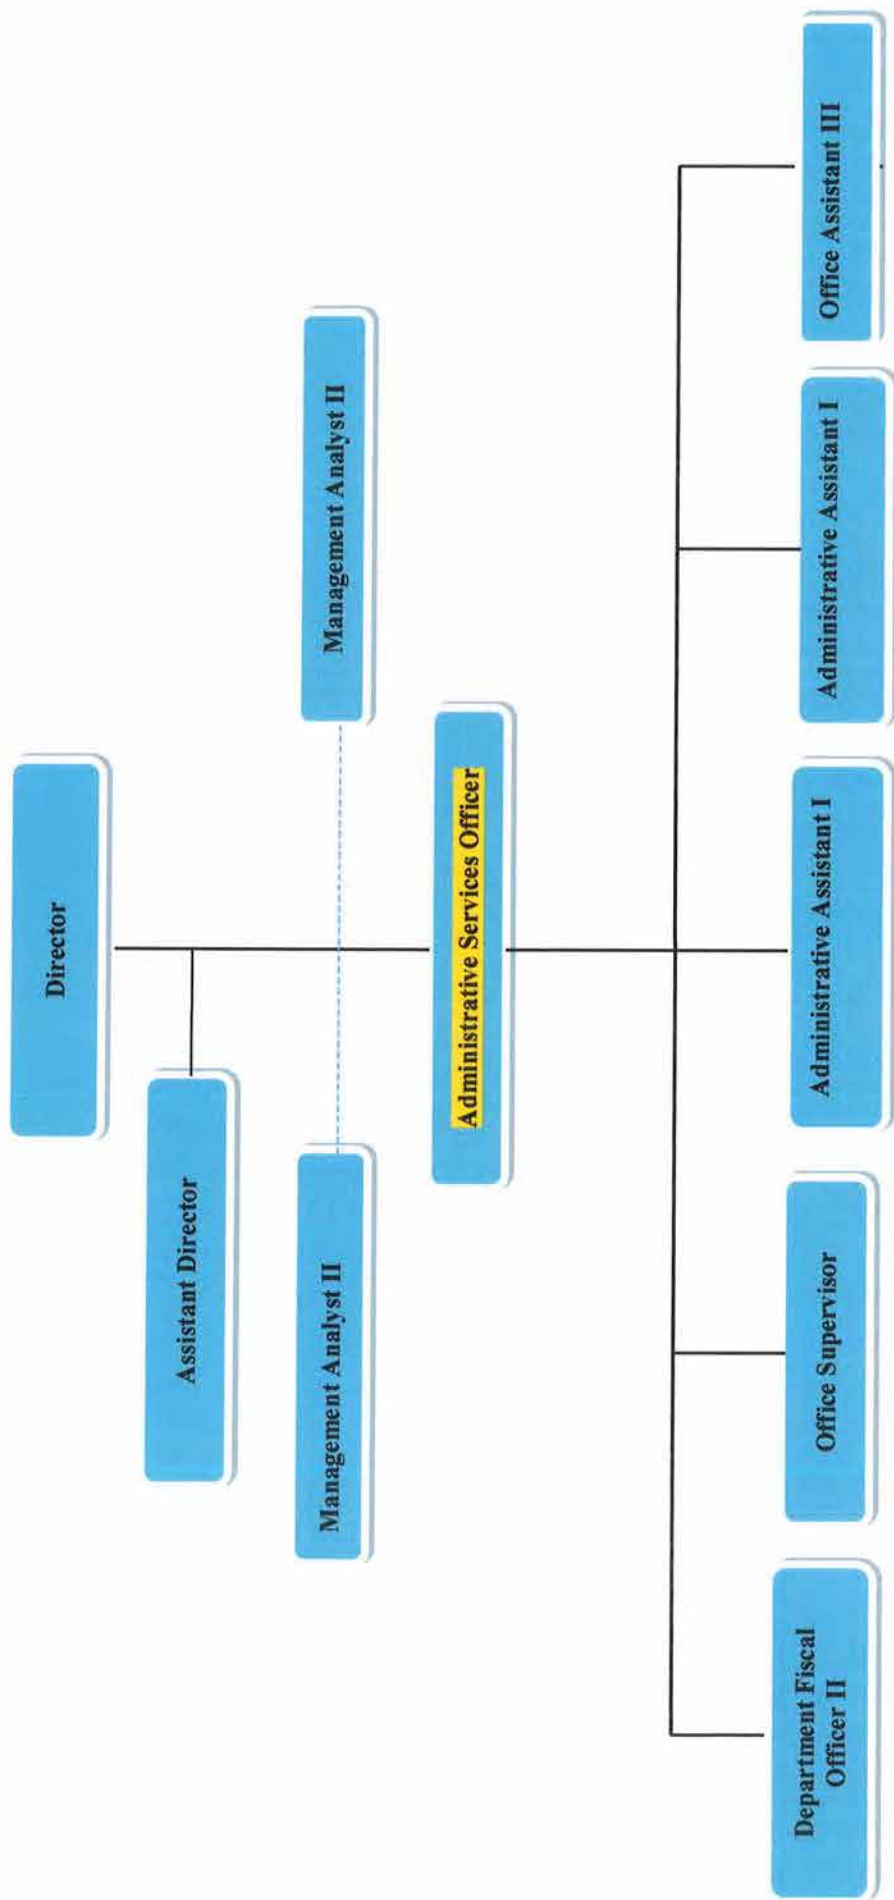 Director
Assistant Director
Management Analyst II
Management Analyst II
Administrative Services Officer
Department Fiscal
Officer II
Office Supervisor
Administrative Assistant I
Administrative Assistant I
Office Assistant III